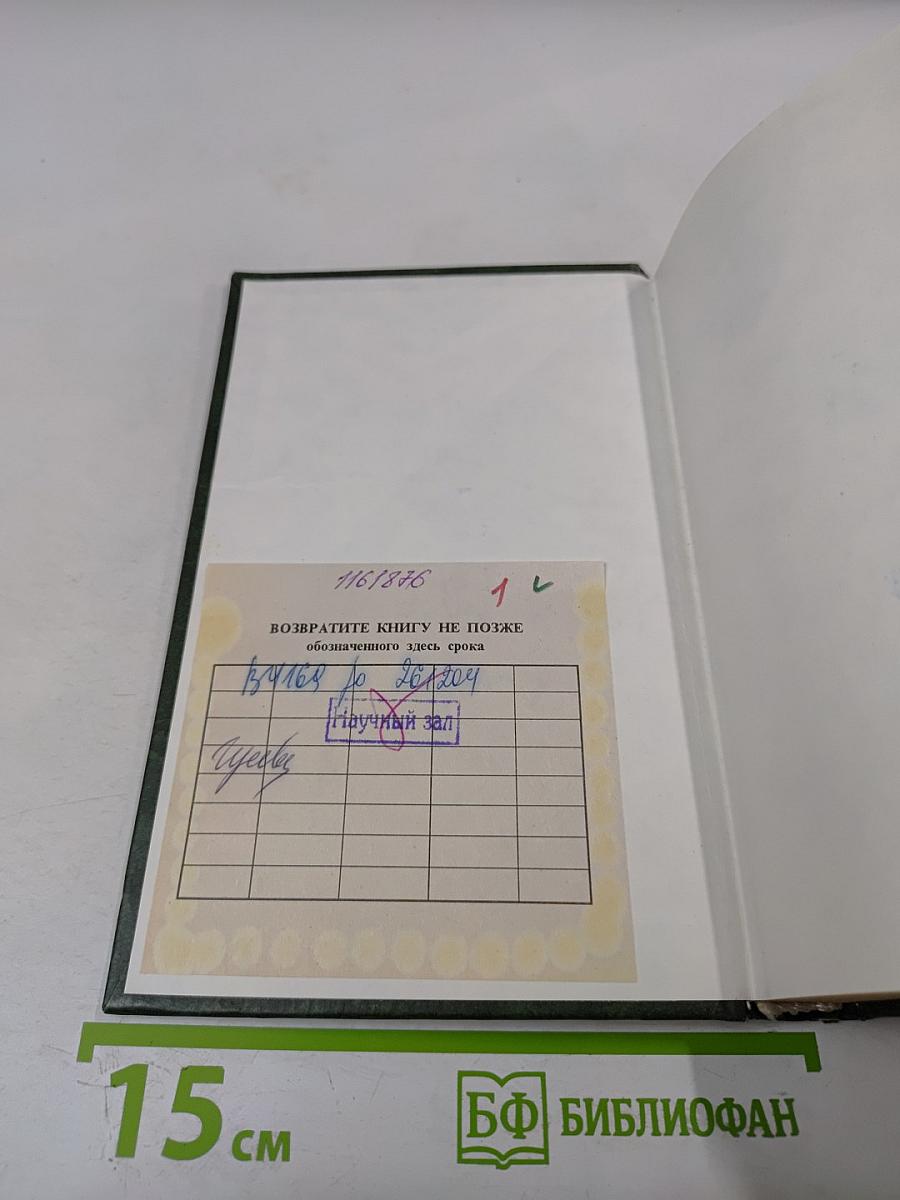 1161876
1 ✓
ВОЗВРАТИТЕ КНИГУ НЕ ПОЗЖЕ
обозначенного здесь срока
до
Научный зал
15 см
БФ БИБЛИОФАН